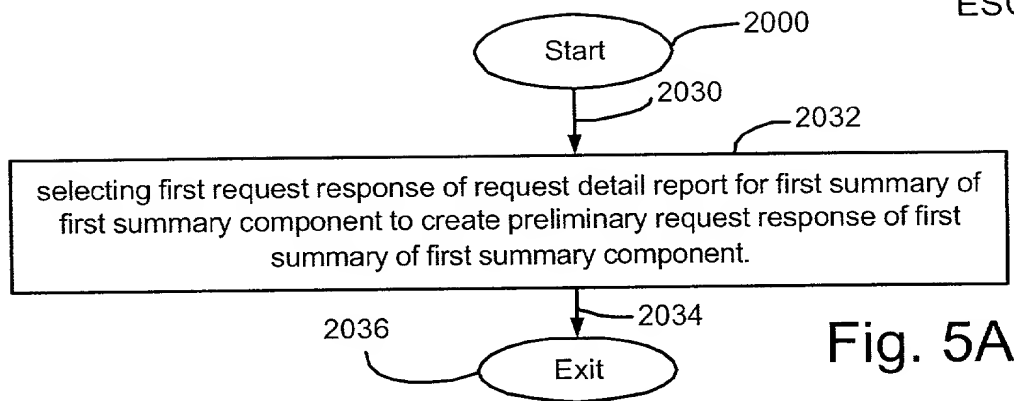 2000
Start
2030
2032
selecting first request response of request detail report for first summary of
first summary component to create preliminary request response of first
summary of first summary component.
2034
2036
Exit
Fig. 5A